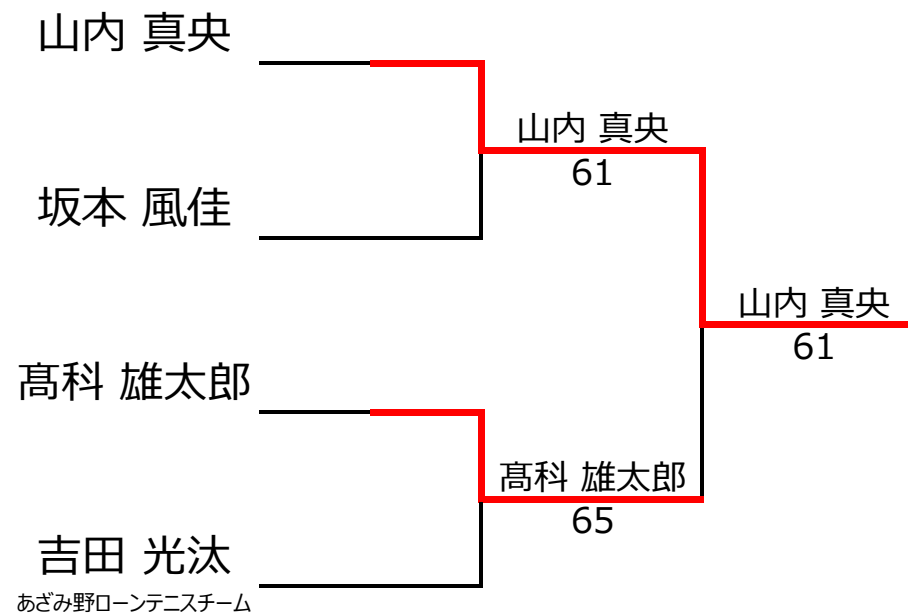 山内 真央
山内 真央
61
坂本 風佳
山内 真央
61
髙科 雄太郎
髙科 雄太郎
65
吉田 光汰
あざみ野ローンテニスチーム